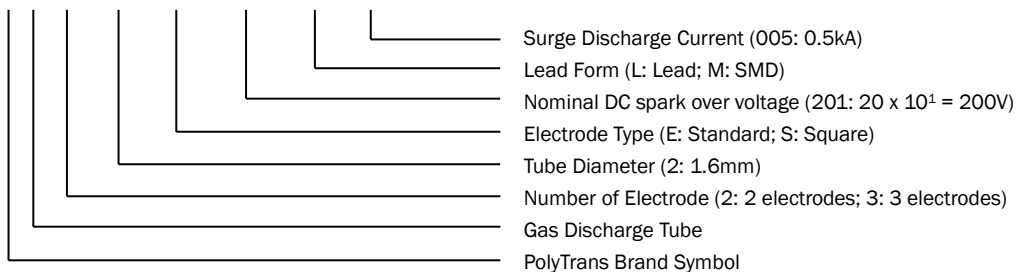 Surge Discharge Current (005: 0.5kA)
Lead Form (L: Lead; M: SMD)
Nominal DC spark over voltage (201: 20 x 10¹ = 200V)
Electrode Type (E: Standard; S: Square)
Tube Diameter (2: 1.6mm)
Number of Electrode (2: 2 electrodes; 3: 3 electrodes)
Gas Discharge Tube
PolyTrans Brand Symbol